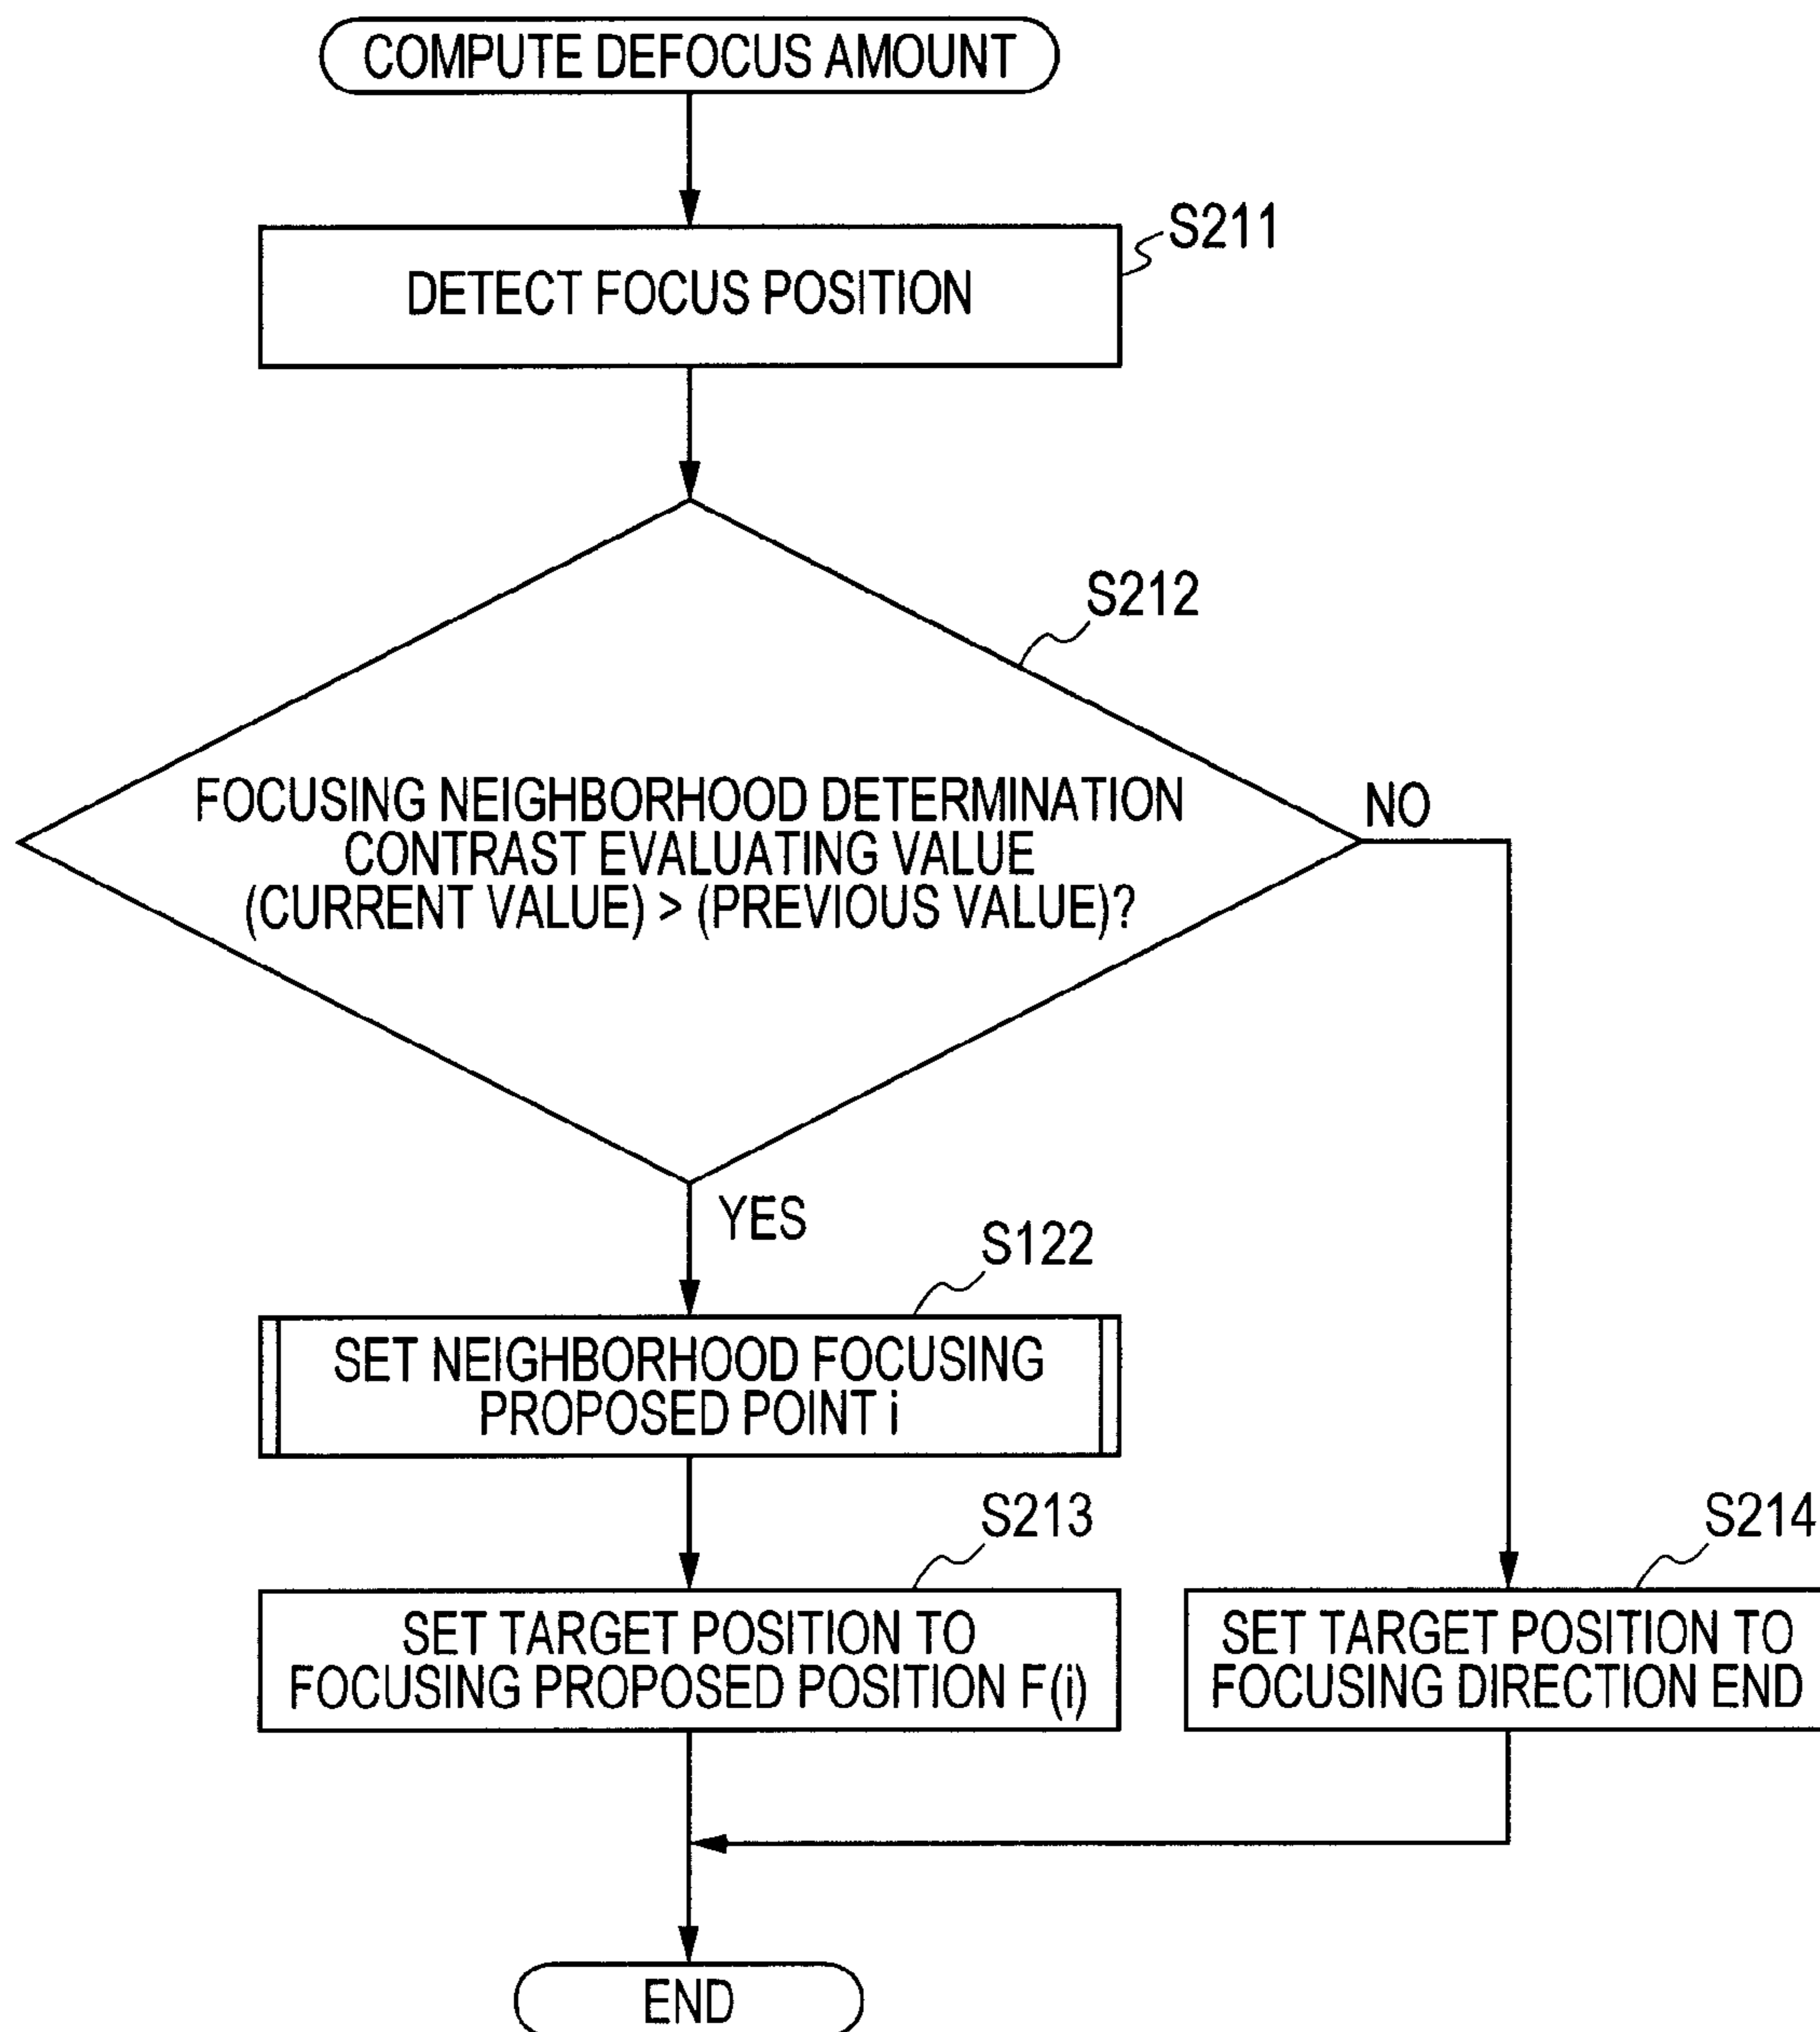 COMPUTE DEFOCUS AMOUNT
S211
DETECT FOCUS POSITION
S212
FOCUSING NEIGHBORHOOD DETERMINATION
CONTRAST EVALUATING VALUE
(CURRENT VALUE) > (PREVIOUS VALUE)?
NO
YES
S122
SET NEIGHBORHOOD FOCUSING
PROPOSED POINT i
S213
SET TARGET POSITION TO
FOCUSING PROPOSED POSITION F(i)
S214
SET TARGET POSITION TO
FOCUSING DIRECTION END
END